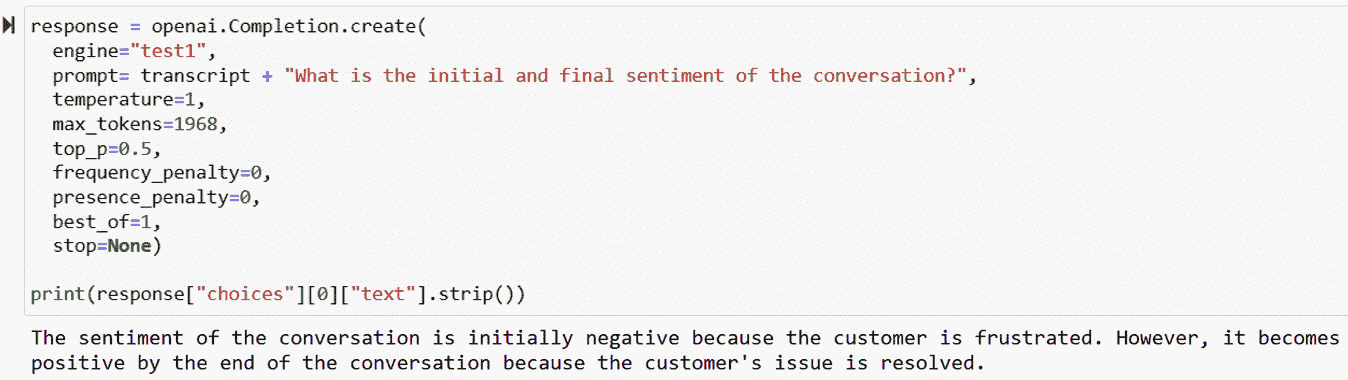 response = openai.Completion.create(
  engine="test1",
  prompt= transcript + "What is the initial and final sentiment of the conversation?",
  temperature=1,
  max_tokens=1968,
  top_p=0.5,
  frequency_penalty=0,
  presence_penalty=0,
  best_of=1,
  stop=None)
print(response["choices"][0]["text"].strip())
The sentiment of the conversation is initially negative because the customer is frustrated. However, it becomes
positive by the end of the conversation because the customer's issue is resolved.